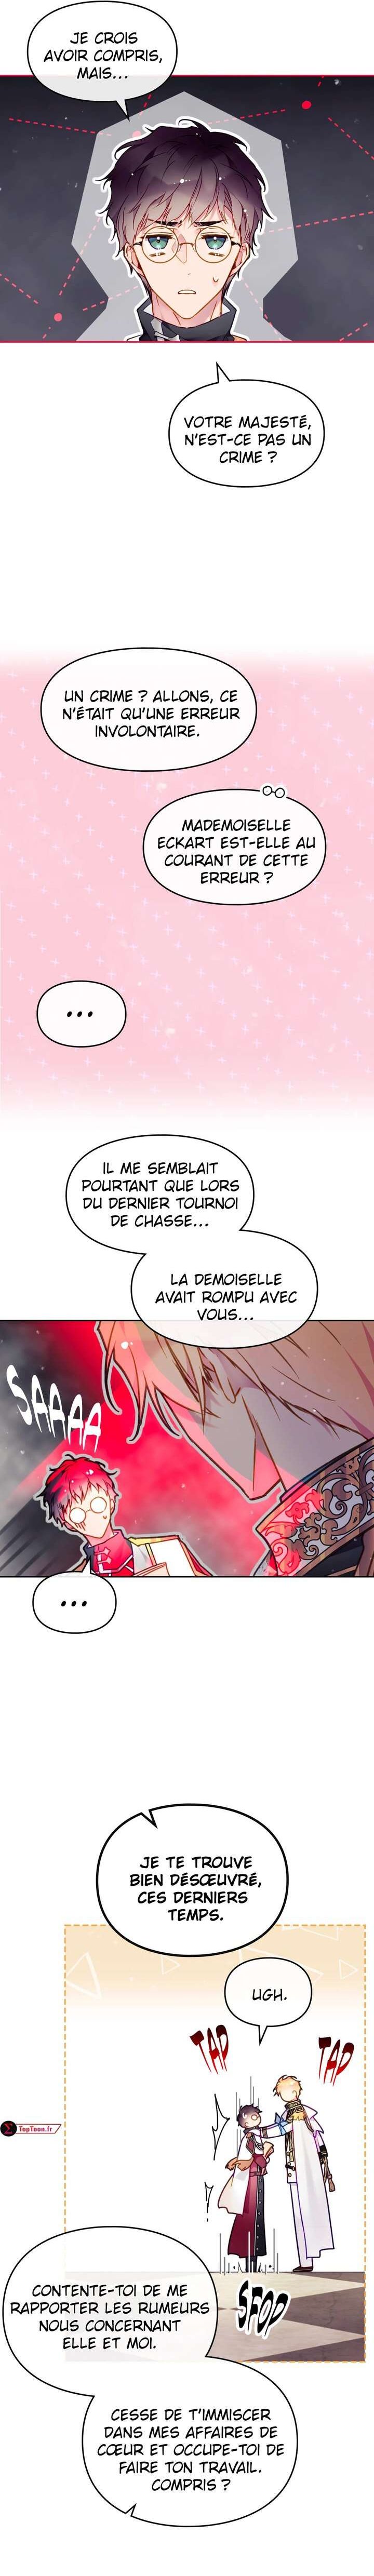 JE CROIS
AVOIR COMPRIS,
MAIS...
VOTRE MAJESTÉ,
N'EST-CE PAS UN
CRIME ?
UN CRIME ? ALLONS, CE
N'ÉTAIT QU'UNE ERREUR
INVOLONTAIRE.
MADEMOISELLE
ECKART EST-ELLE AU
COURANT DE CETTE
ERREUR ?
...
IL ME SEMBLAIT
POURTANT QUE LORS
DU DERNIER TOURNOI
DE CHASSE...
LA DEMOISELLE
AVAIT ROMPU AVEC
VOUS...
SAAAA
...
JE TE TROUVE
BIEN DÉSŒUVRÉ,
CES DERNIERS
TEMPS.
UGH.
TAP
TAP
TopToon.fr
SFOP
CONTENTE-TOI DE ME
RAPPORTER LES RUMEURS
NOUS CONCERNANT
ELLE ET MOI.
CESSE DE T'IMMISCER
DANS MES AFFAIRES DE
CŒUR ET OCCUPE-TOI DE
FAIRE TON TRAVAIL.
COMPRIS ?